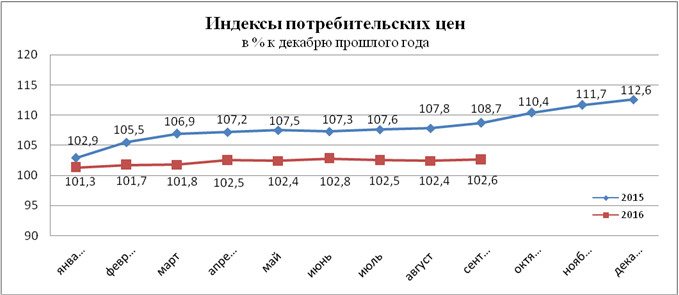 Индексы потребительских цен
в % к декабрю прошлого года
120
115
110
105
100
95
90
102,9
105,5
106,9
107,2
107,5
107,3
107,6
107,8
108,7
110,4
111,7
112,6
101,3
101,7
101,8
102,5
102,4
102,8
102,5
102,4
102,6
2015
2016
янва...
февр...
март
апре...
май
июнь
июль
август
сент...
октя...
нояб...
дека...